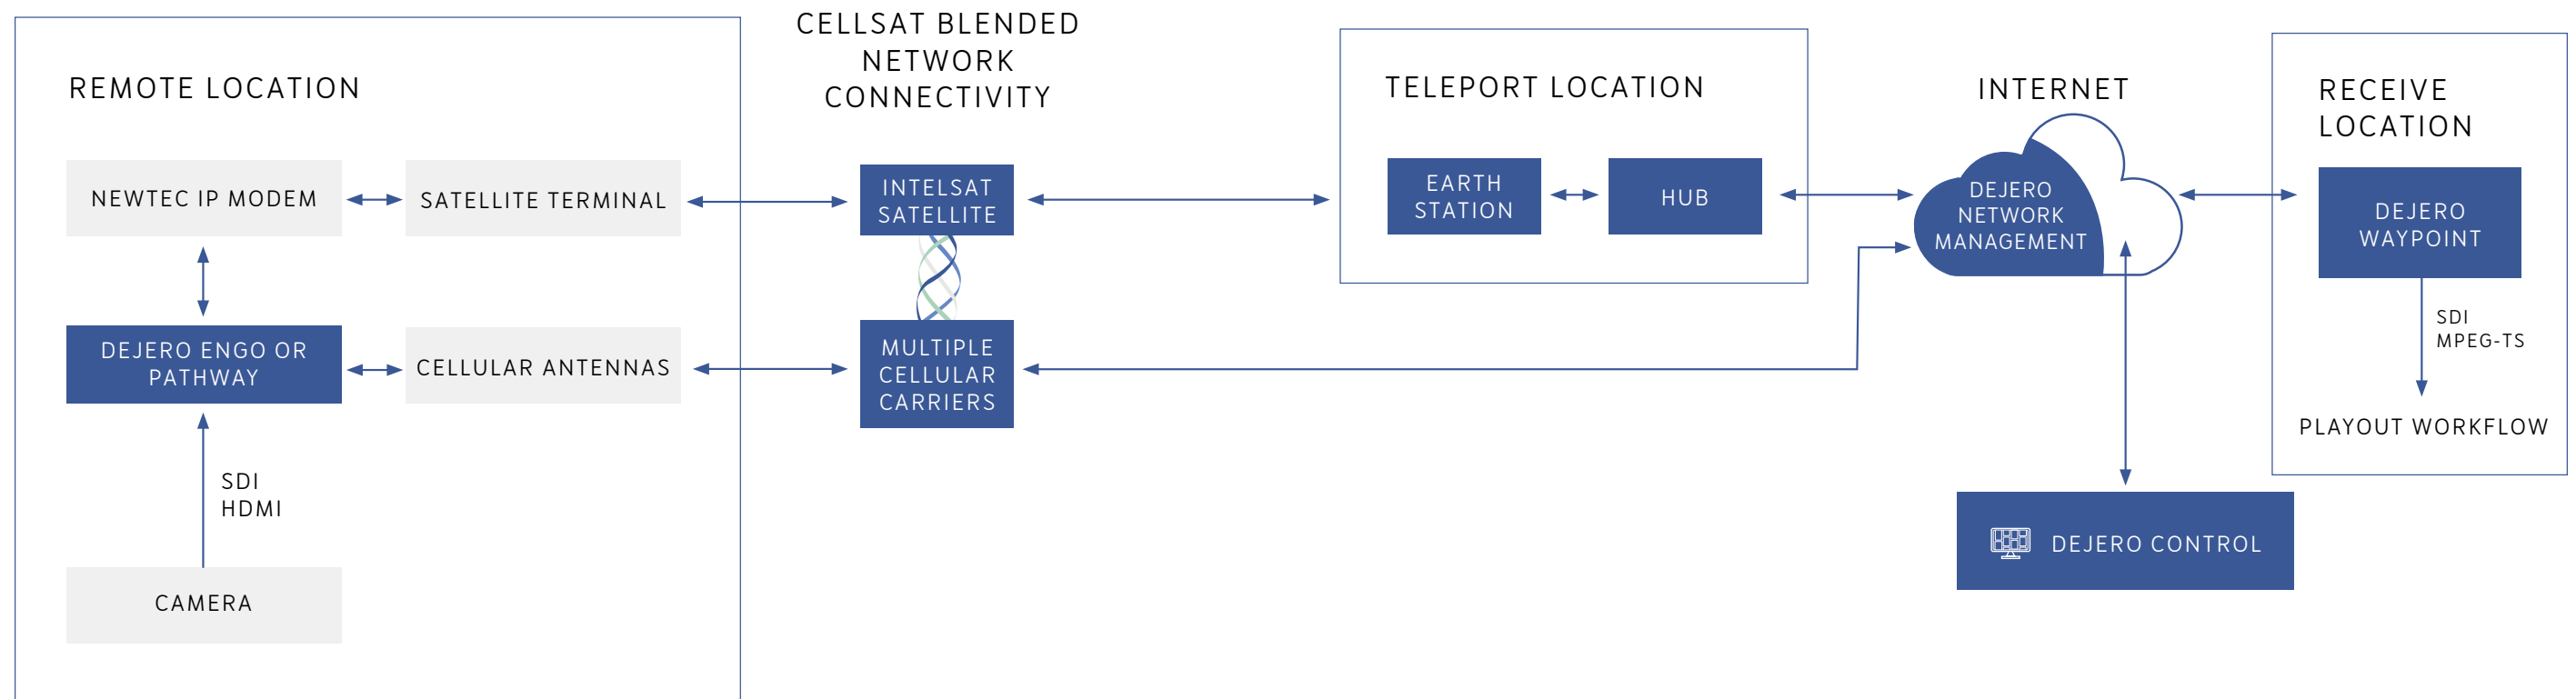 CELLSAT BLENDED
NETWORK
CONNECTIVITY
REMOTE LOCATION
NEWTEC IP MODEM
SATELLITE TERMINAL
DEJERO ENGO OR
PATHWAY
CELLULAR ANTENNAS
SDI
HDMI
CAMERA
INTELSAT
SATELLITE
MULTIPLE
CELLULAR
CARRIERS
TELEPORT LOCATION
EARTH
STATION
HUB
INTERNET
DEJERO
NETWORK
MANAGEMENT
DEJERO CONTROL
RECEIVE
LOCATION
DEJERO
WAYPOINT
SDI
MPEG-TS
PLAYOUT WORKFLOW